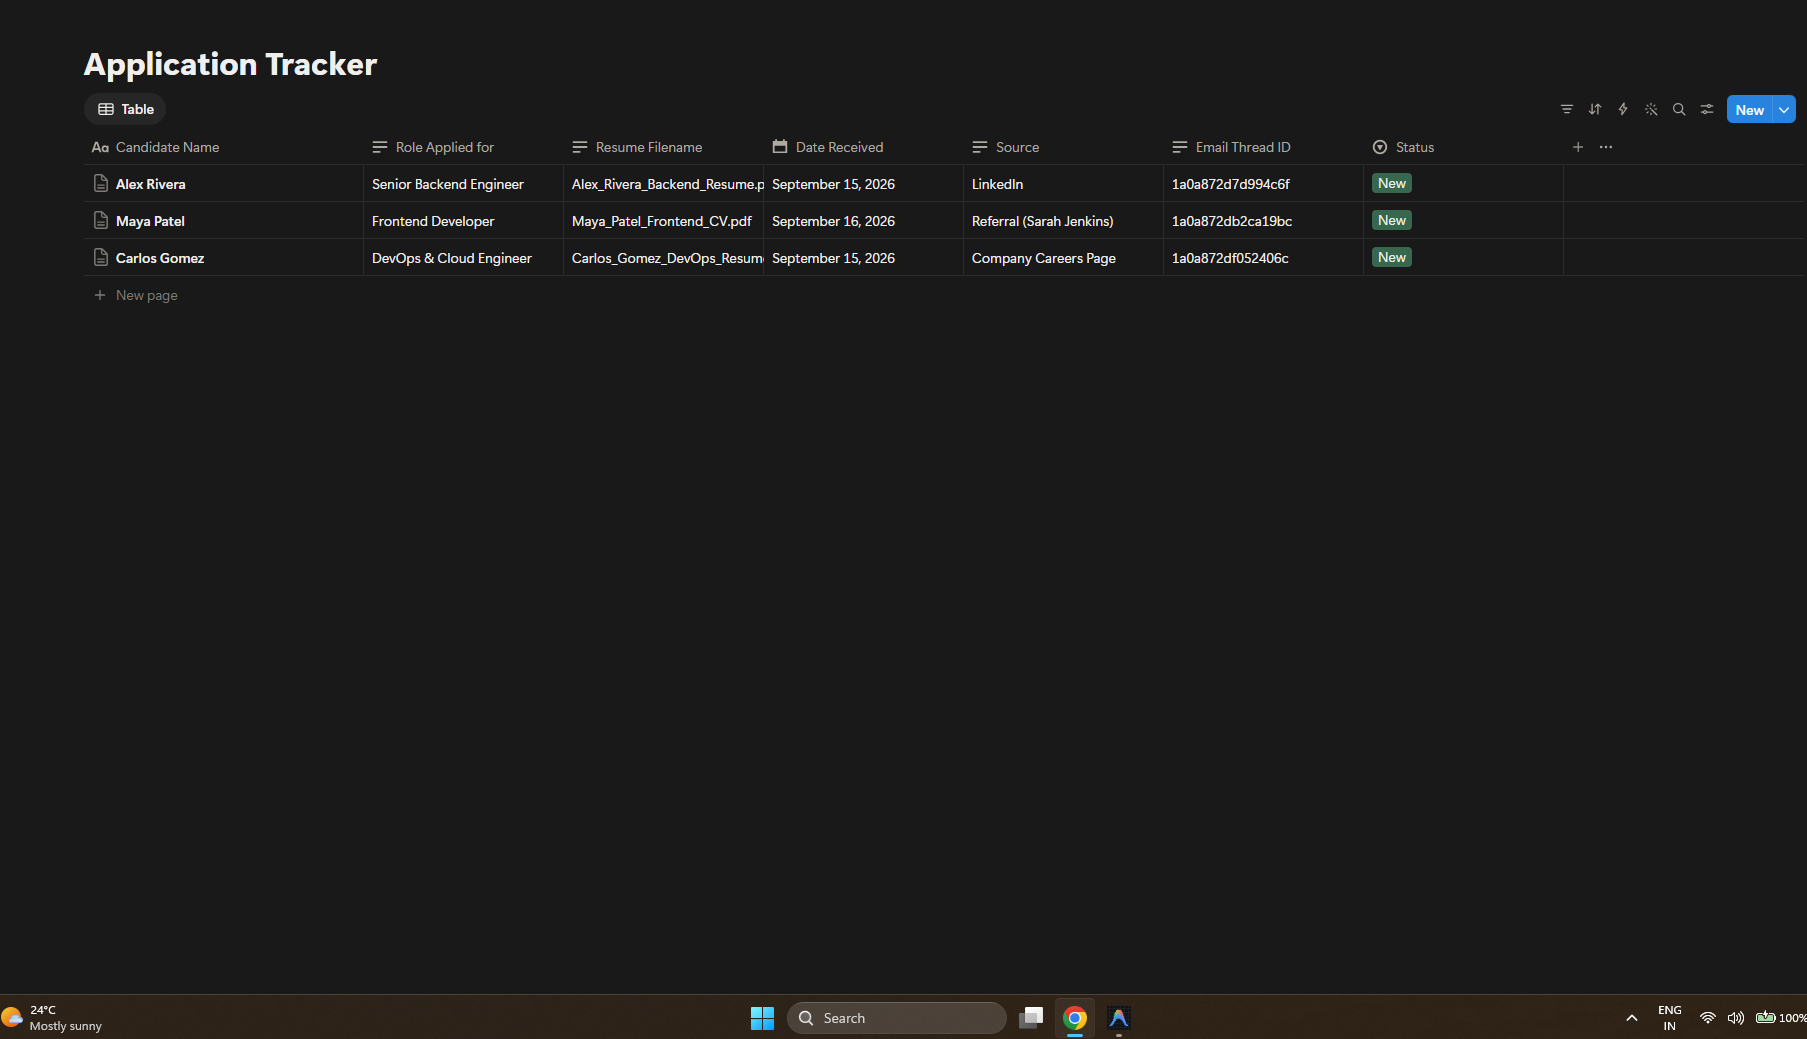 Application Tracker
Table
New
Aa Candidate Name Role Applied for Resume Filename Date Received Source Email Thread ID Status
Alex Rivera Senior Backend Engineer Alex_Rivera_Backend_Resume.p September 15, 2026 LinkedIn 1a0a872d7d994c6f New
Maya Patel Frontend Developer Maya_Patel_Frontend_CV.pdf September 16, 2026 Referral (Sarah Jenkins) 1a0a872db2ca19bc New
Carlos Gomez DevOps & Cloud Engineer Carlos_Gomez_DevOps_Resum September 15, 2026 Company Careers Page 1a0a872df052406c New
New page
24°C
Mostly sunny
Search
ENG
IN
100%